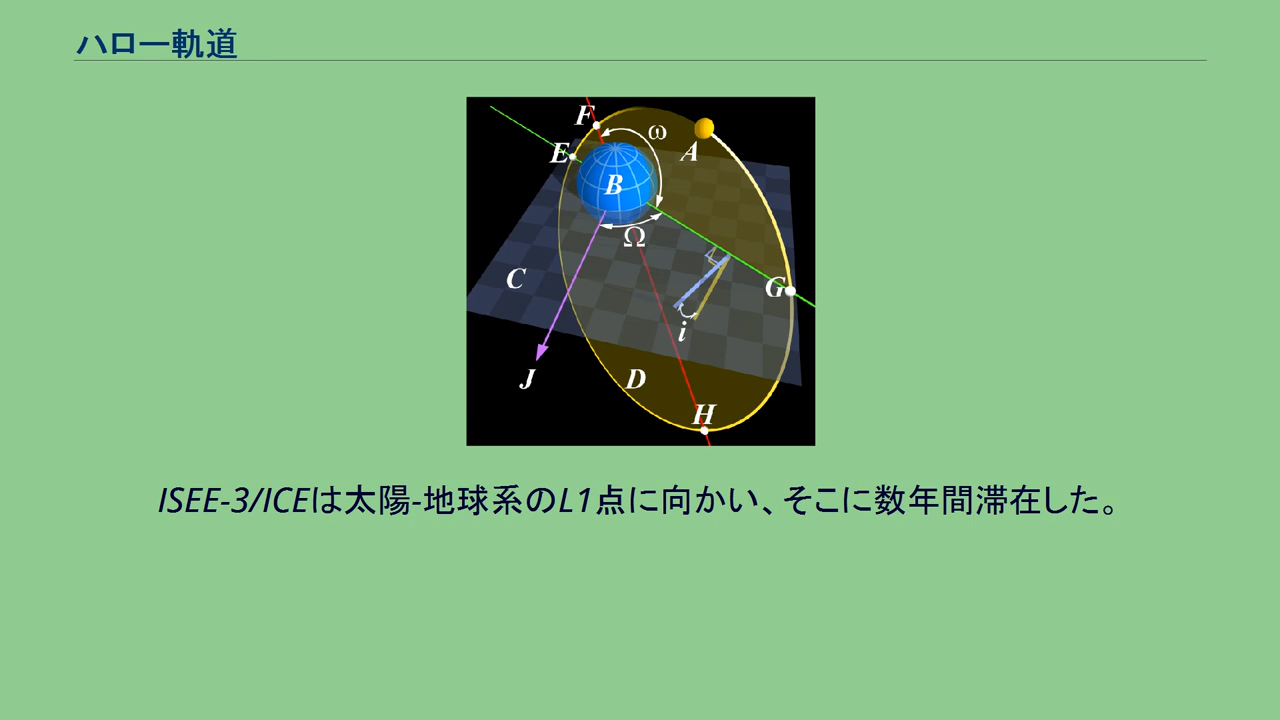 ハロー軌道
F
ω
E
A
B
Ω
C
G
i
J
D
H
ISEE-3/ICEは太陽-地球系のL1点に向かい、そこに数年間滞在した。